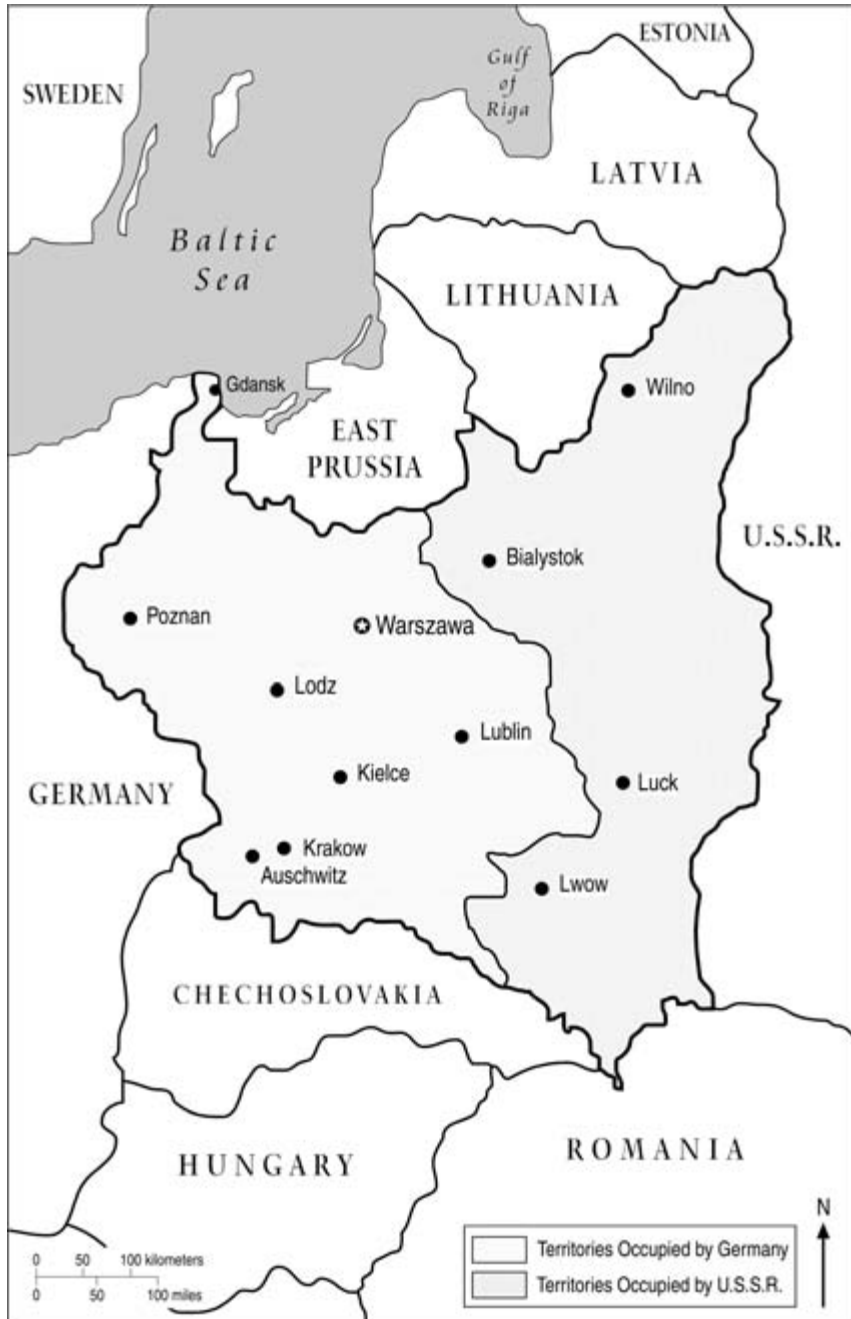 ESTONIA
SWEDEN
Gulf
of
Riga
LATVIA
Baltic
Sea
LITHUANIA
Gdansk
Wilno
EAST
PRUSSIA
U.S.S.R.
Bialystok
Poznan
Warszawa
Lodz
Lublin
Kielce
Luck
GERMANY
Krakow
Auschwitz
Lwow
CHECHOSLOVAKIA
HUNGARY
ROMANIA
N
0 50 100 kilometers
0 50 100 miles
Territories Occupied by Germany
Territories Occupied by U.S.S.R.